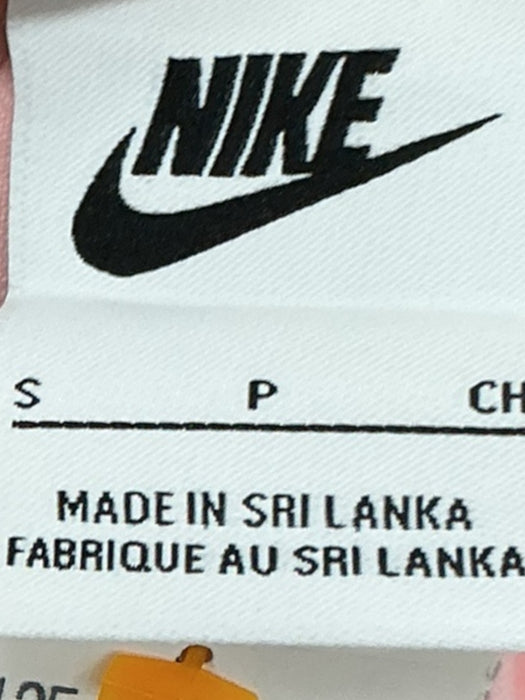 NIKE
S P CH
MADE IN SRI LANKA
FABRIQUE AU SRI LANKA